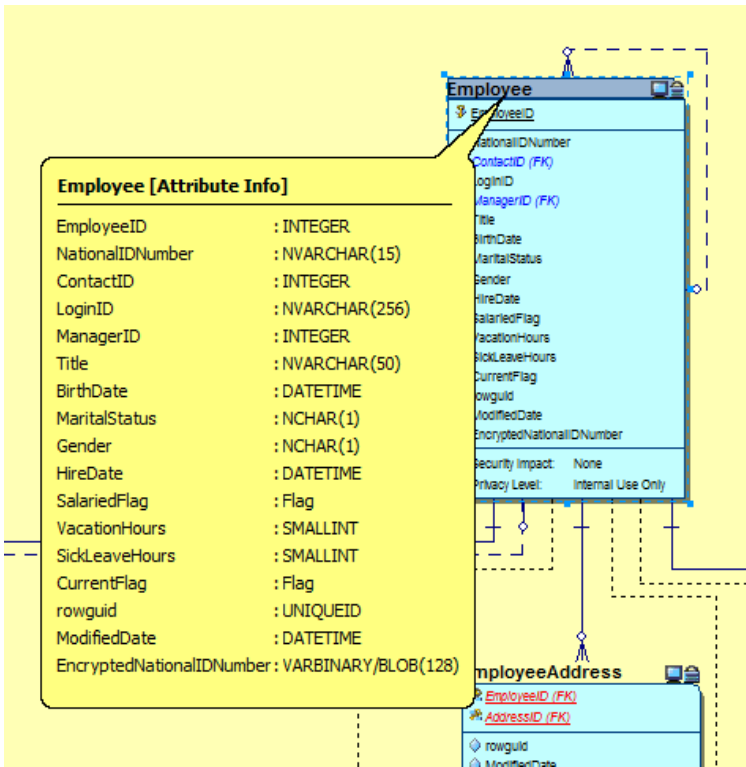 Employee
EmployeeID
NationalIDNumber
ContactID (FK)
LoginID
ManagerID (FK)
Title
BirthDate
MaritalStatus
Gender
HireDate
SalariedFlag
VacationHours
SickLeaveHours
CurrentFlag
rowguid
ModifiedDate
EncryptedNationalIDNumber
Security Impact: None
Privacy Level: Internal Use Only
Employee [Attribute Info]
EmployeeID : INTEGER
NationalIDNumber : NVARCHAR(15)
ContactID : INTEGER
LoginID : NVARCHAR(256)
ManagerID : INTEGER
Title : NVARCHAR(50)
BirthDate : DATETIME
MaritalStatus : NCHAR(1)
Gender : NCHAR(1)
HireDate : DATETIME
SalariedFlag : Flag
VacationHours : SMALLINT
SickLeaveHours : SMALLINT
CurrentFlag : Flag
rowguid : UNIQUEID
ModifiedDate : DATETIME
EncryptedNationalIDNumber : VARBINARY/BLOB(128)
EmployeeAddress
EmployeeID (FK)
AddressID (FK)
rowguid
ModifiedDate